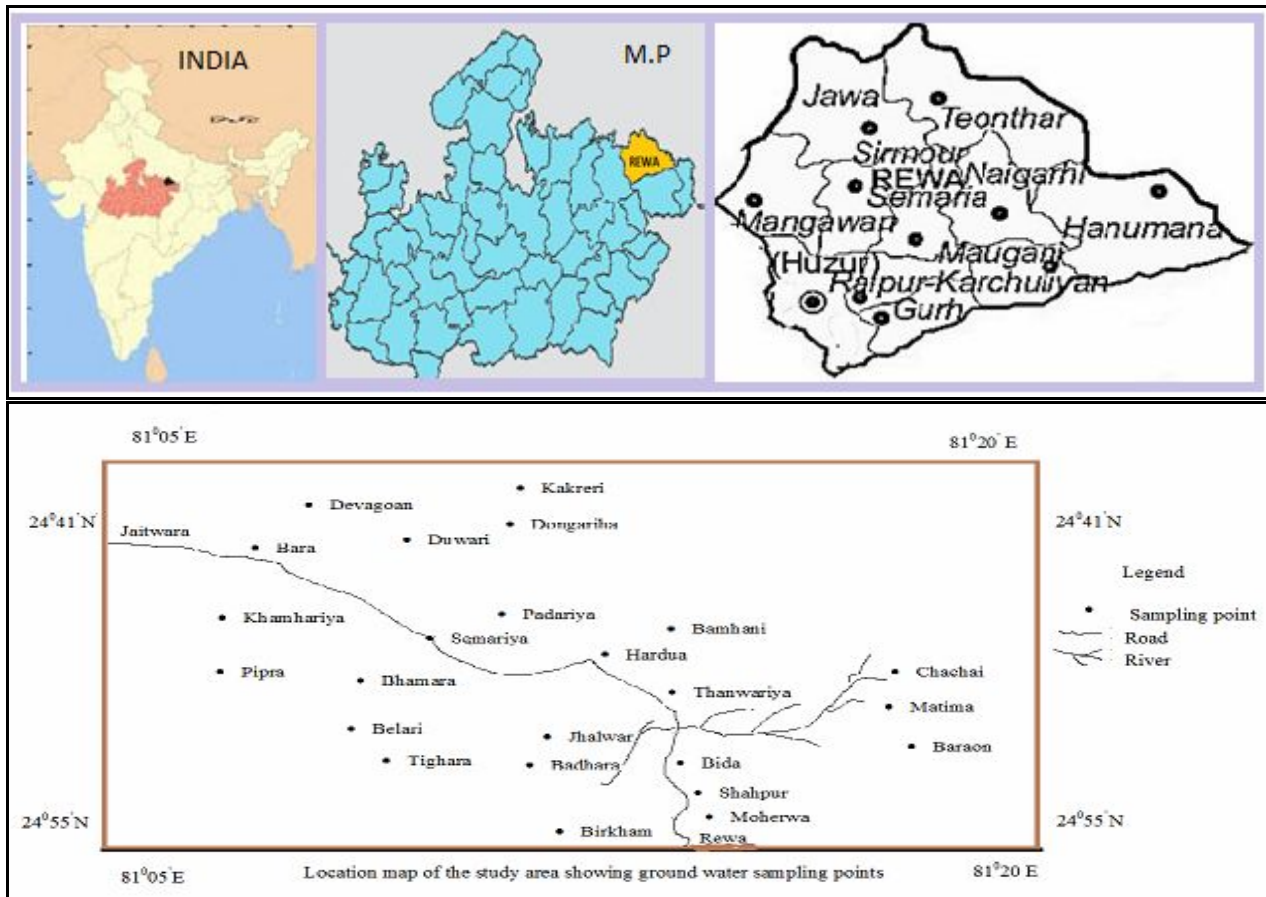 INDIA
M.P
REWA
Jawa
Teonthar
Sirmour
REWA
Naigarhi
Semaria
Mangawan
Hanumana
Mauganj
(Huzur)
Raipur-Karchuliyan
Gurh
81⁰05'E
81⁰20'E
24⁰41'N
24⁰41'N
Kakreri
Devagoan
Dongariha
Jaitwara
Duwari
Bara
Legend
Sampling point
Road
River
Khamhariya
Padariya
Semariya
Bamhani
Hardua
Pipra
Bhamara
Chachai
Thanwariya
Matima
Belari
Jhalwar
Baraon
Tighara
Badhara
Bida
Shahpur
Moherwa
24⁰55'N
24⁰55'N
Birkham
Rewa
81⁰05'E
Location map of the study area showing ground water sampling points
81⁰20'E